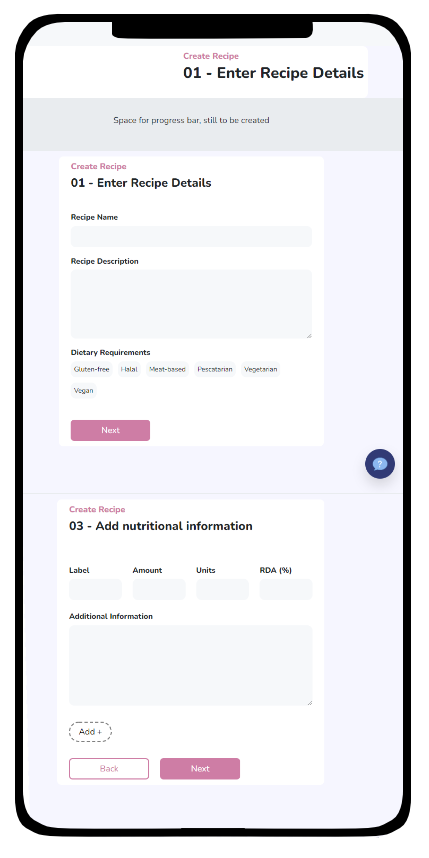 Create Recipe
01 - Enter Recipe Details
Space for progress bar, still to be created
Create Recipe
01 - Enter Recipe Details
Recipe Name
Recipe Description
Dietary Requirements
Gluten-free Halal Meat-based Pescatarian Vegetarian
Vegan
Next
?
Create Recipe
03 - Add nutritional information
Label Amount Units RDA (%)
Additional Information
Add +
Back Next